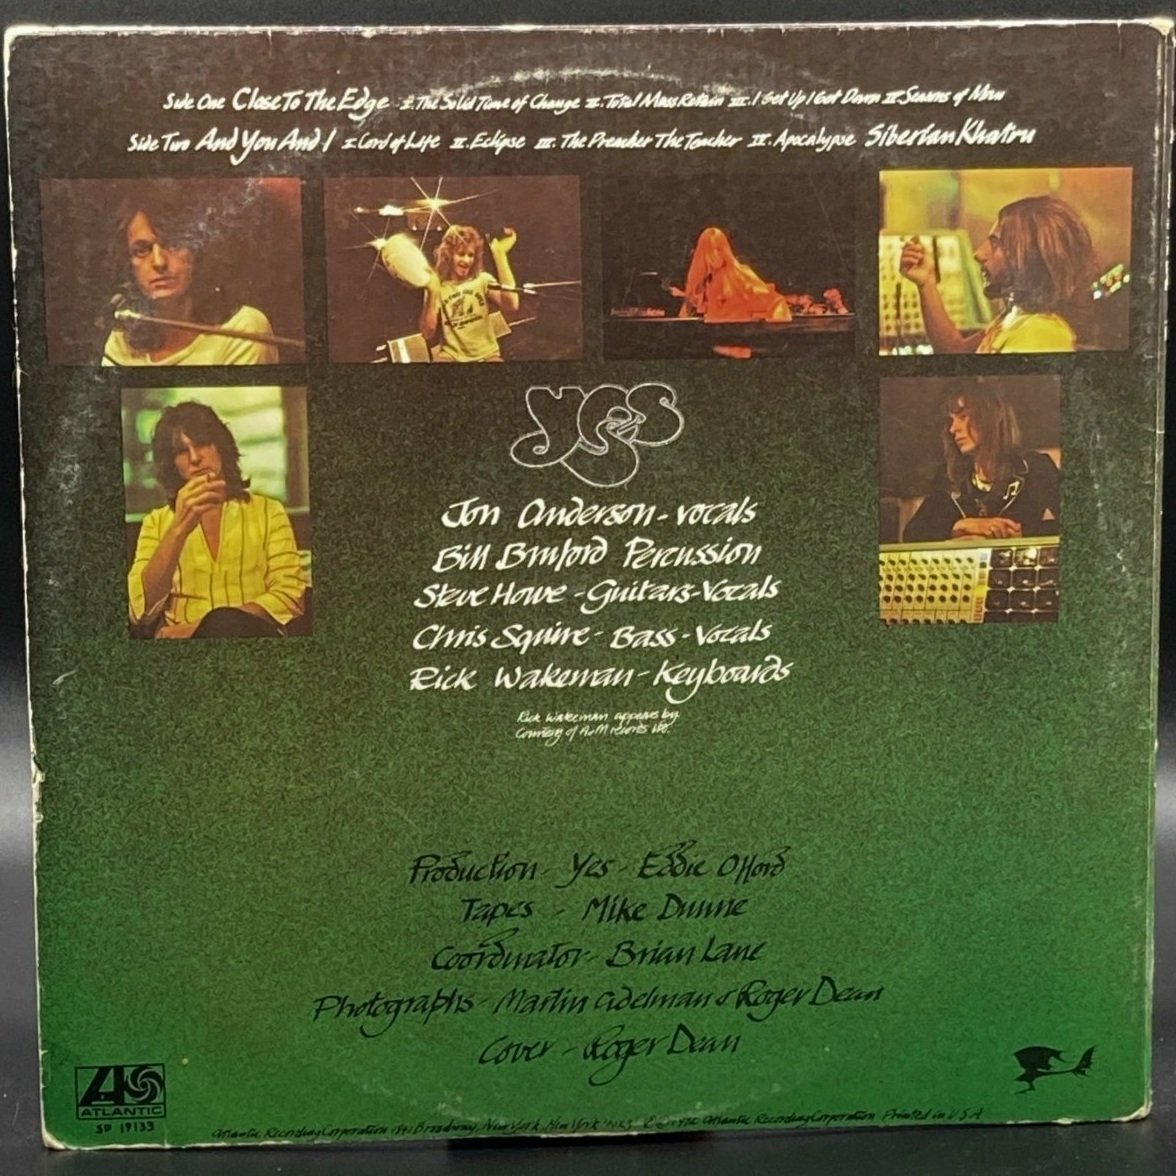 Side One Close To The Edge I. The Solid Time of Change II. Total Mass Retain III. I Get Up I Get Down IV. Seasons of Man
Side Two And You And I I. Cord of Life II. Eclipse III. The Preacher The Teacher IV. Apocalypse Siberian Khatru
yes
Jon Anderson - vocals
Bill Bruford Percussion
Steve Howe - Guitars - Vocals
Chris Squire - Bass - Vocals
Rick Wakeman - Keyboards
Rick Wakeman appears by
Courtesy of A&M records ltd.
Production - Yes - Eddie Offord
Tapes - Mike Dunne
Coordinator - Brian Lane
Photographs - Martin Adelman & Roger Dean
Cover - Roger Dean
ATLANTIC
SD 19133
Atlantic Recording Corporation 1841 Broadway, New York, New York 1972 Atlantic Recording Corporation Printed in U.S.A